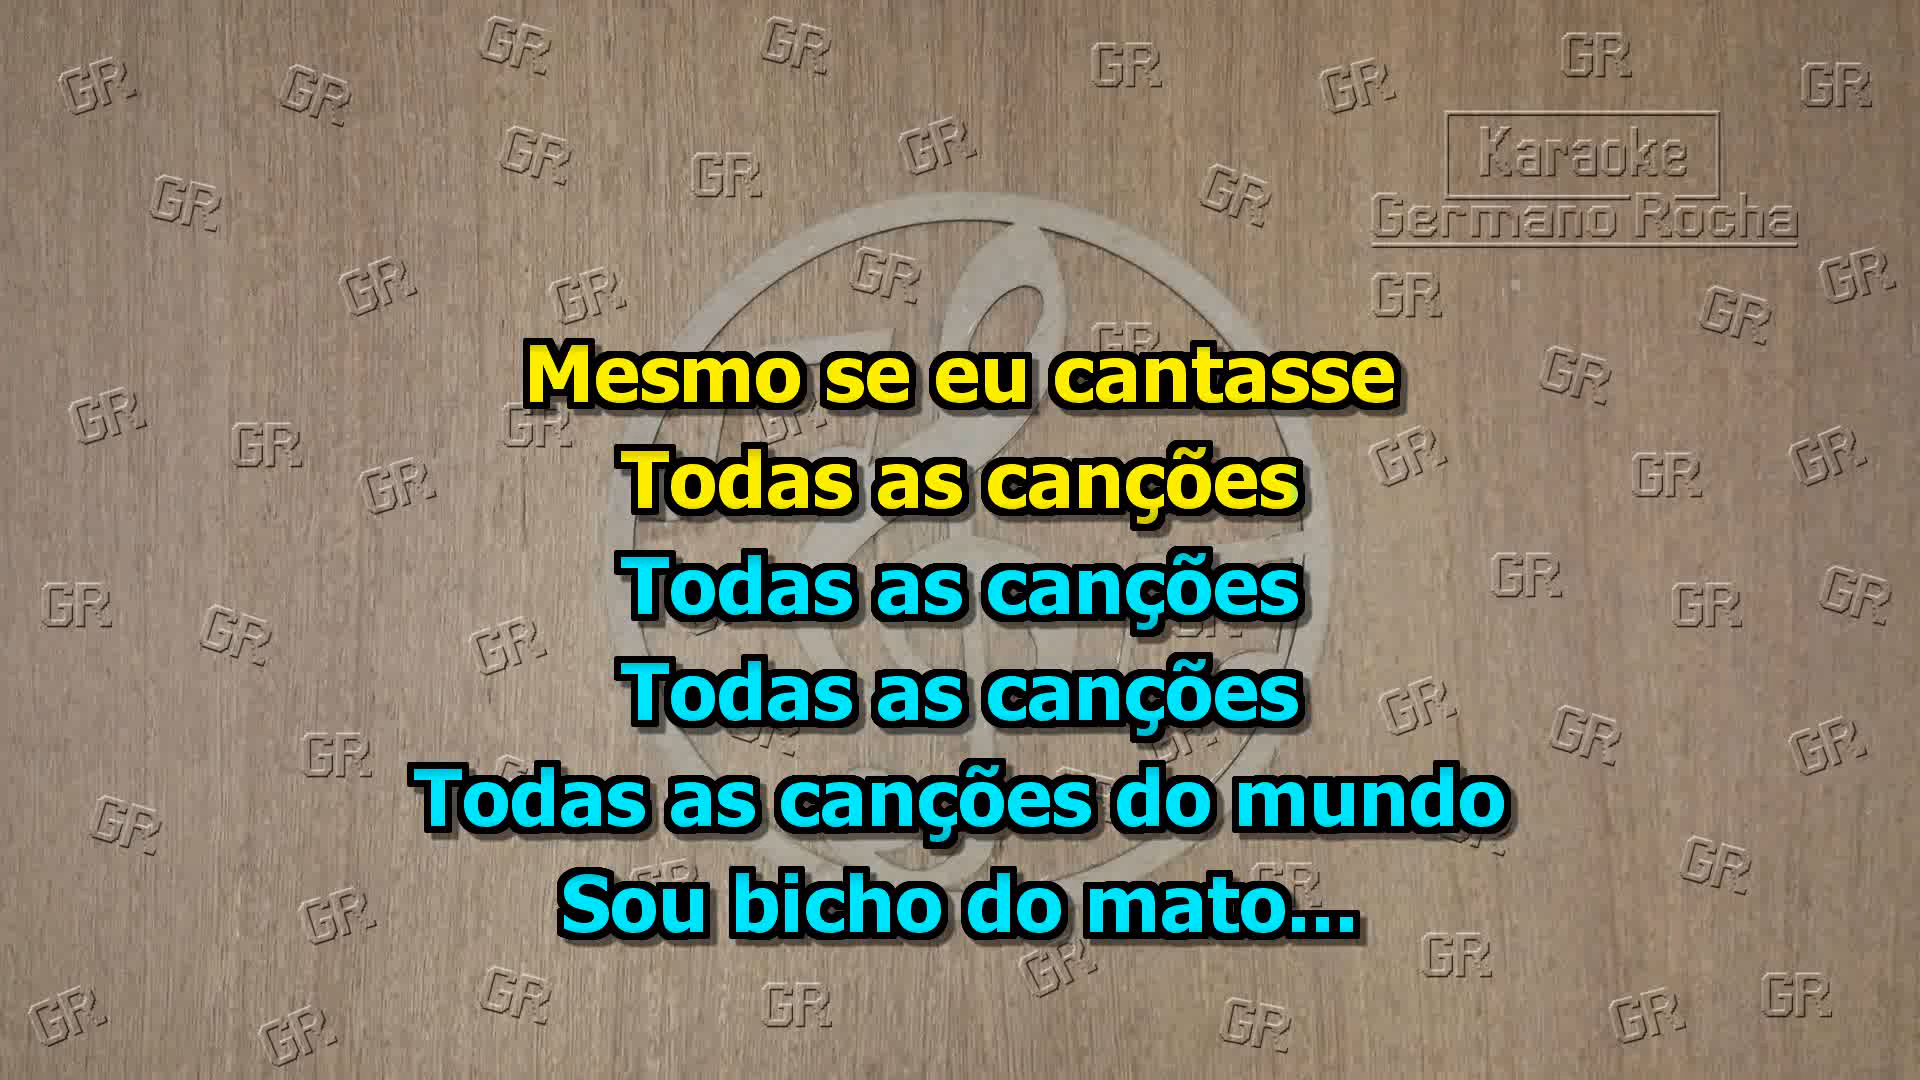 Karaoke
Germano Rocha
Mesmo se eu cantasse
Todas as canções
Todas as canções
Todas as canções
Todas as canções do mundo
Sou bicho do mato...
GR